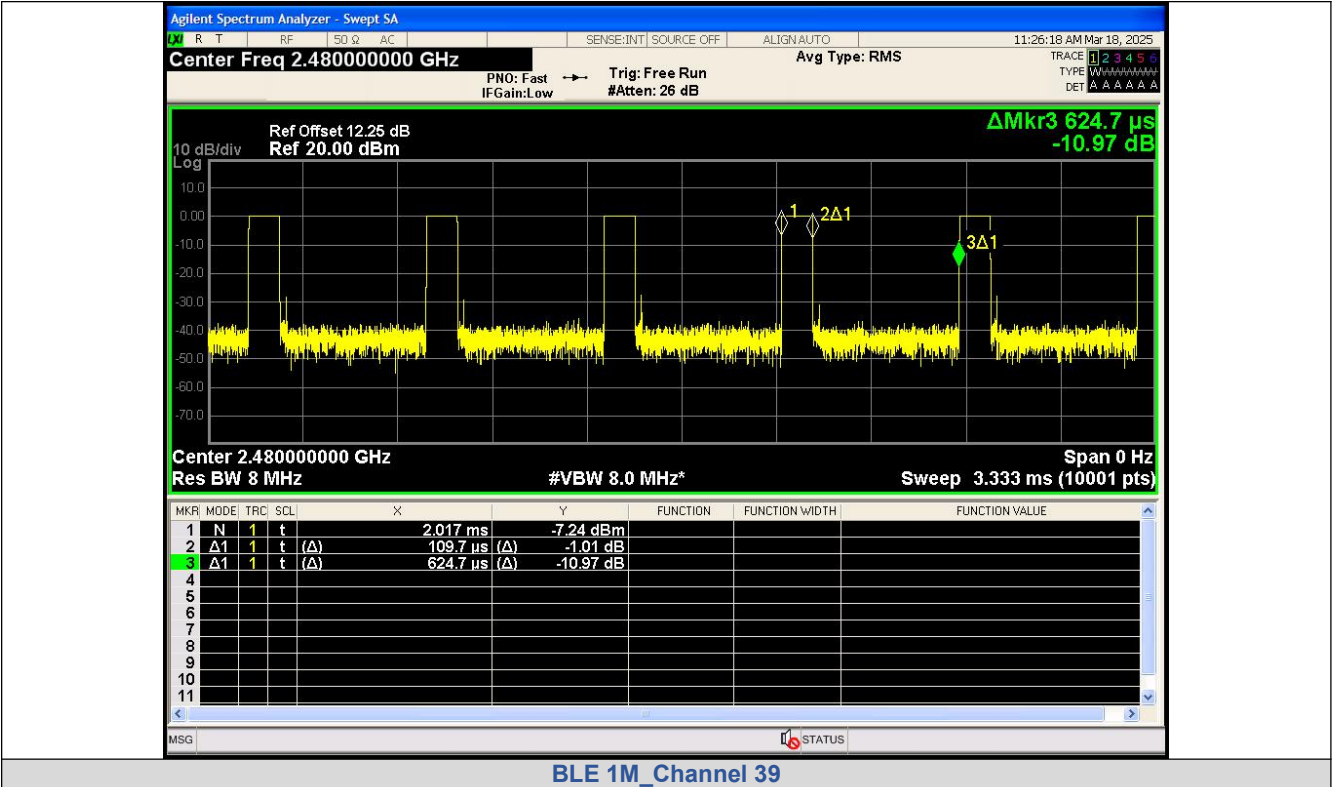 Agilent Spectrum Analyzer - Swept SA
LXI R T RF 50 Ω AC SENSE:INT SOURCE OFF ALIGN AUTO 11:26:18 AM Mar 18, 2025
Center Freq 2.480000000 GHz Avg Type: RMS TRACE 1 2 3 4 5 6
PNO: Fast Trig: Free Run TYPE
IFGain:Low #Atten: 26 dB DET A A A A A A
ΔMkr3 624.7 µs
Ref Offset 12.25 dB
10 dB/div Ref 20.00 dBm -10.97 dB
Log
10.0
0.00
1 2Δ1
-10.0
3Δ1
-20.0
-30.0
-40.0
-50.0
-60.0
-70.0
Center 2.480000000 GHz Span 0 Hz
Res BW 8 MHz #VBW 8.0 MHz* Sweep 3.333 ms (10001 pts)
MKR MODE TRC SCL X Y FUNCTION FUNCTION WIDTH FUNCTION VALUE
1 N 1 t 2.017 ms -7.24 dBm
2 Δ1 1 t (Δ) 109.7 µs (Δ) -1.01 dB
3 Δ1 1 t (Δ) 624.7 µs (Δ) -10.97 dB
4
5
6
7
8
9
10
11
MSG STATUS
BLE 1M_Channel 39